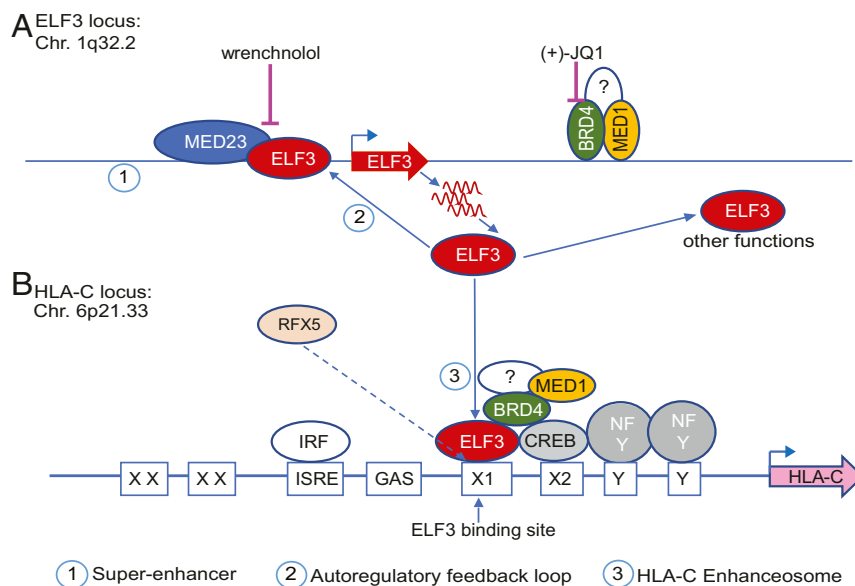 A
ELF3 locus:
Chr. 1q32.2
wrenchnolol
(+)-JQ1
?
MED23
ELF3
ELF3
BRD4
MED1
1
2
ELF3
ELF3
other functions
B
HLA-C locus:
Chr. 6p21.33
RFX5
3
?
MED1
BRD4
IRF
ELF3
CREB
NF
Y
NF
Y
X X
X X
ISRE
GAS
X1
X2
Y
Y
HLA-C
ELF3 binding site
1 Super-enhancer
2 Autoregulatory feedback loop
3 HLA-C Enhanceosome